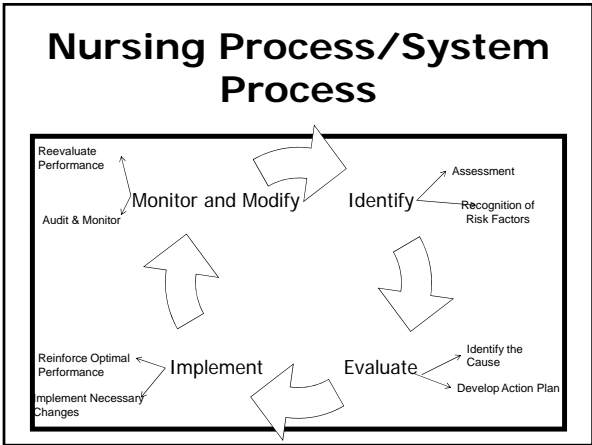 Nursing Process/System
Process
Reevaluate
Performance
Audit & Monitor
Monitor and Modify
Identify
Assessment
Recognition of
Risk Factors
Reinforce Optimal
Performance
Implement Necessary
Changes
Implement
Evaluate
Identify the
Cause
Develop Action Plan